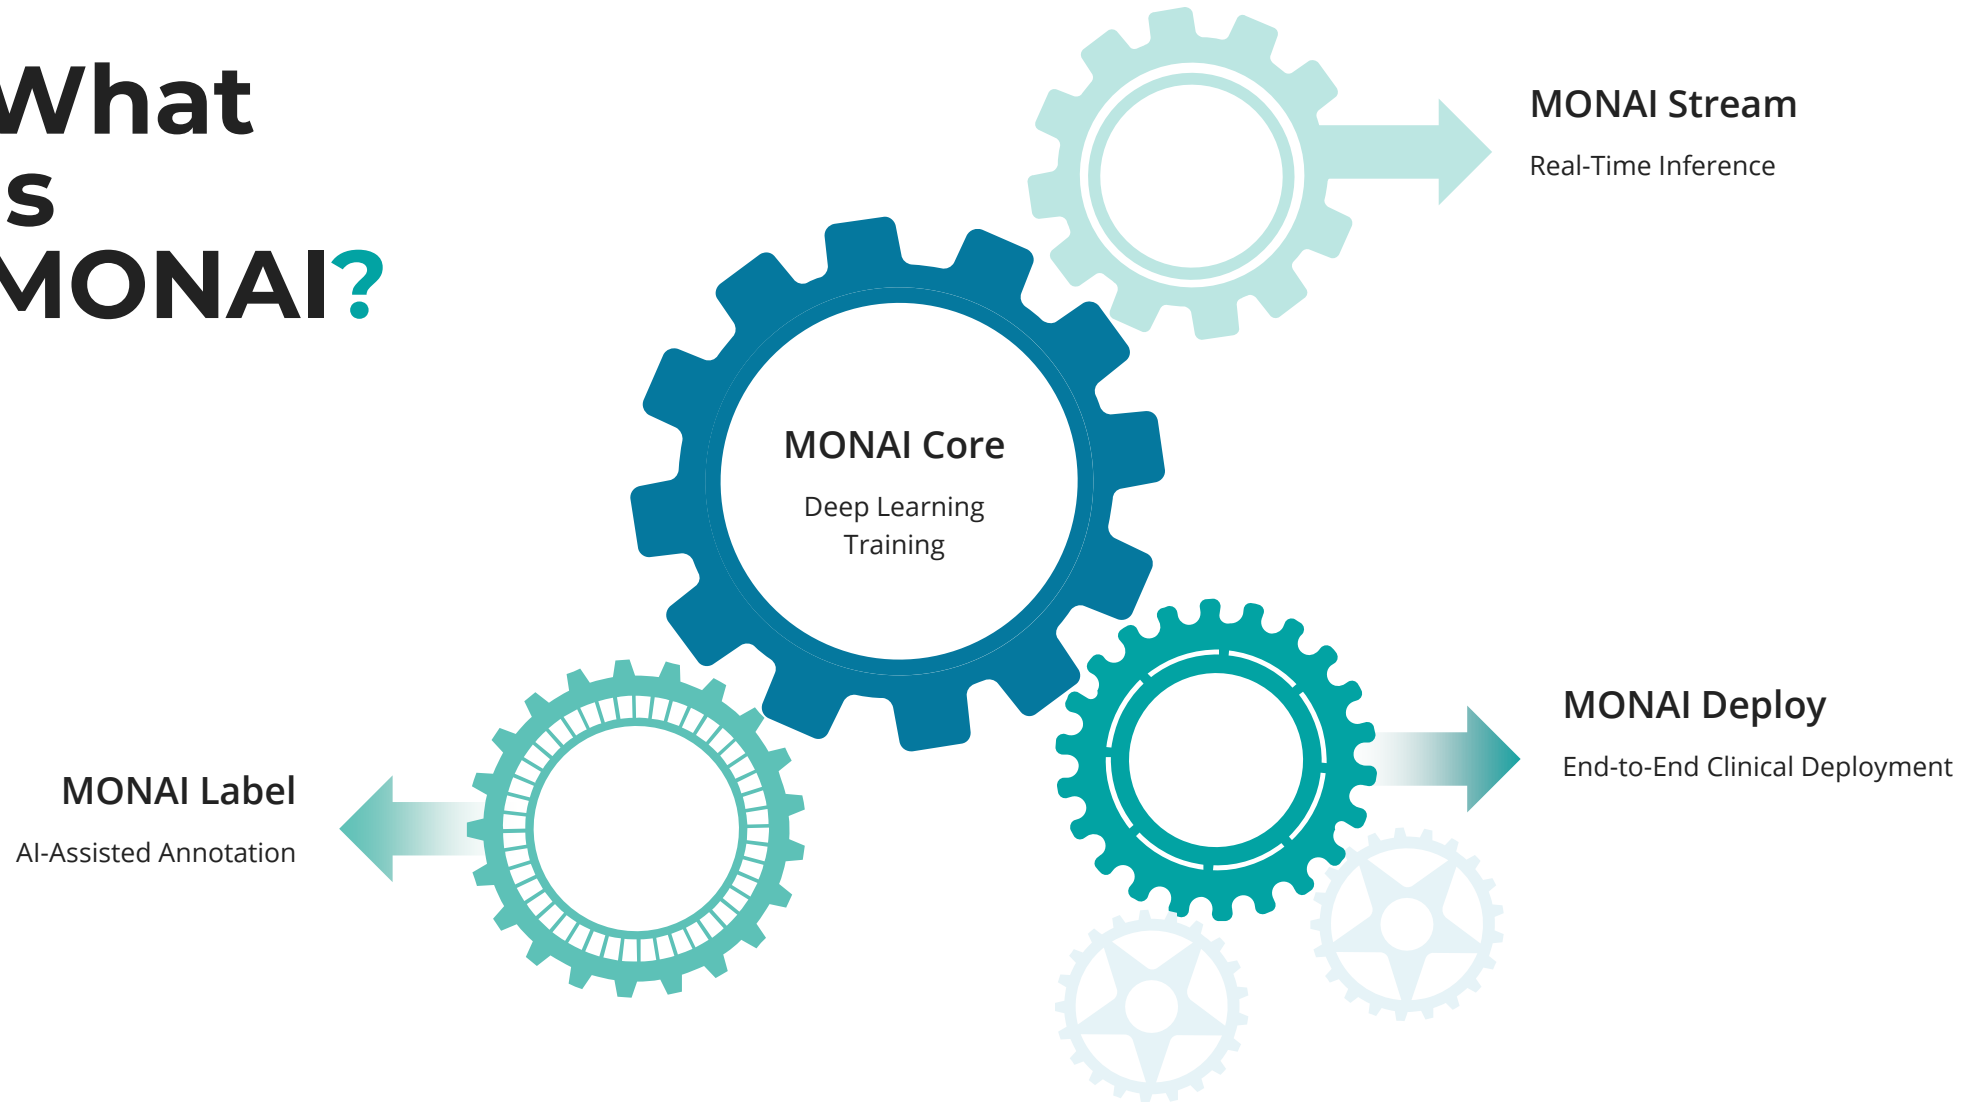 What
is
MONAI?
MONAI Stream
Real-Time Inference
MONAI Core
Deep Learning
Training
MONAI Deploy
End-to-End Clinical Deployment
MONAI Label
AI-Assisted Annotation